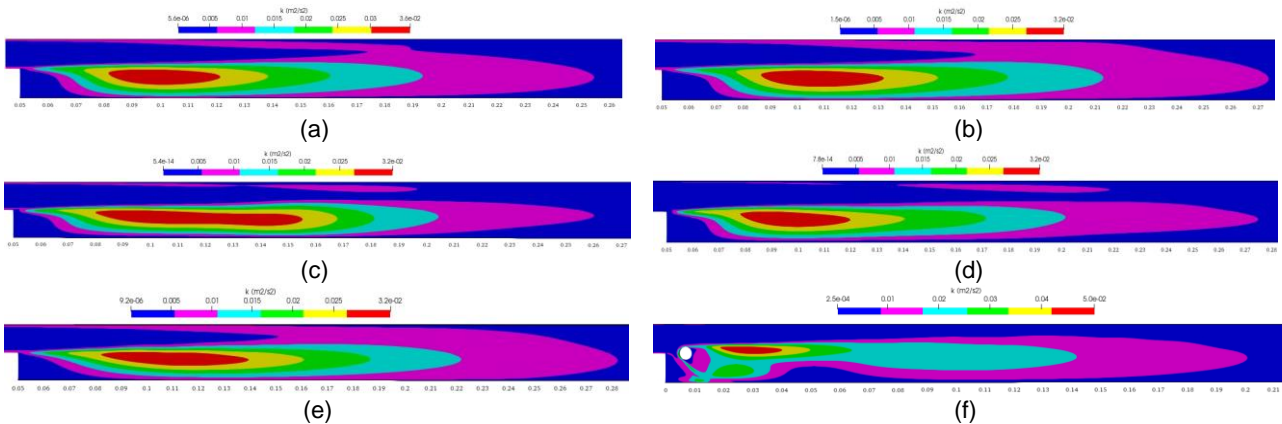 k (m2/s2)
5.6e-06 0.005 0.01 0.015 0.02 0.025 0.03 3.6e-02
0.05 0.06 0.07 0.08 0.09 0.1 0.11 0.12 0.13 0.14 0.15 0.16 0.17 0.18 0.19 0.2 0.21 0.22 0.23 0.24 0.25 0.26
(a)
k (m2/s2)
1.5e-06 0.005 0.01 0.015 0.02 0.025 3.2e-02
0.05 0.06 0.07 0.08 0.09 0.1 0.11 0.12 0.13 0.14 0.15 0.16 0.17 0.18 0.19 0.2 0.21 0.22 0.23 0.24 0.25 0.26 0.27
(b)
k (m2/s2)
5.4e-14 0.005 0.01 0.015 0.02 0.025 3.2e-02
0.05 0.06 0.07 0.08 0.09 0.1 0.11 0.12 0.13 0.14 0.15 0.16 0.17 0.18 0.19 0.2 0.21 0.22 0.23 0.24 0.25 0.26 0.27
(c)
k (m2/s2)
7.8e-14 0.005 0.01 0.015 0.02 0.025 3.2e-02
0.05 0.06 0.07 0.08 0.09 0.1 0.11 0.12 0.13 0.14 0.15 0.16 0.17 0.18 0.19 0.2 0.21 0.22 0.23 0.24 0.25 0.26 0.27 0.28
(d)
k (m2/s2)
9.2e-06 0.005 0.01 0.015 0.02 0.025 3.2e-02
0.05 0.06 0.07 0.08 0.09 0.1 0.11 0.12 0.13 0.14 0.15 0.16 0.17 0.18 0.19 0.2 0.21 0.22 0.23 0.24 0.25 0.26 0.27 0.28
(e)
k (m2/s2)
2.5e-04 0.01 0.02 0.03 0.04 5.0e-02
0 0.01 0.02 0.03 0.04 0.05 0.06 0.07 0.08 0.09 0.1 0.11 0.12 0.13 0.14 0.15 0.16 0.17 0.18 0.19 0.2 0.21
(f)